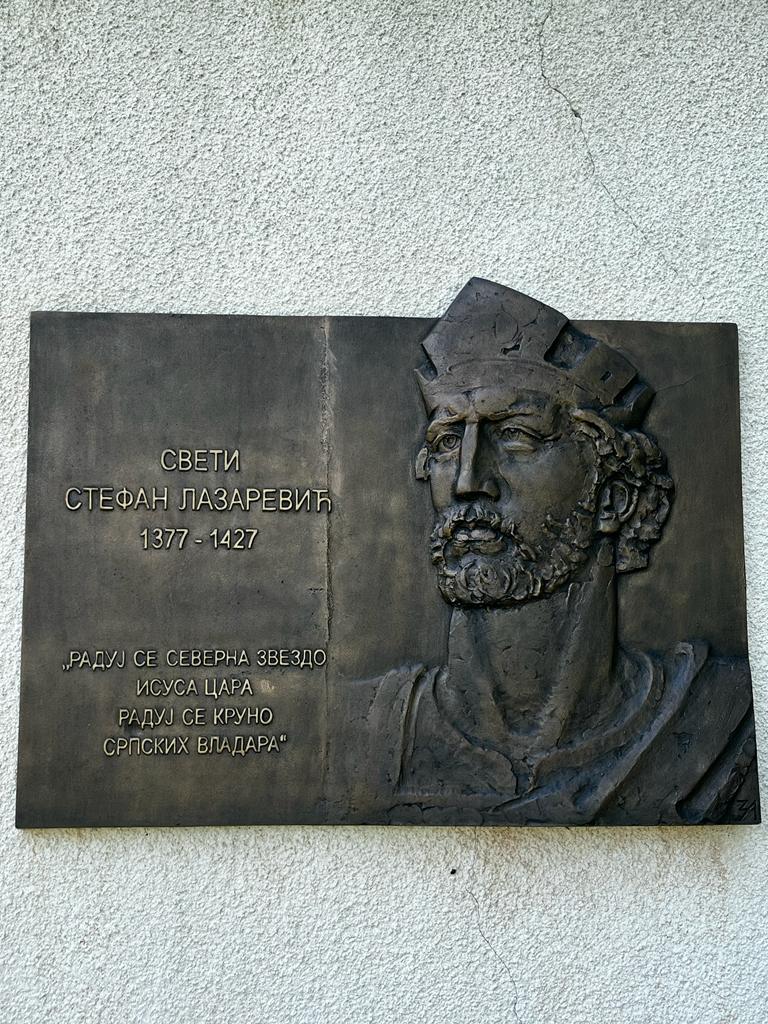 СВЕТИ
СТЕФАН ЛАЗАРЕВИЋ
1377 - 1427
„РАДУЈ СЕ СЕВЕРНА ЗВЕЗДО
ИСУСА ЦАРА
РАДУЈ СЕ КРУНО
СРПСКИХ ВЛАДАРА“